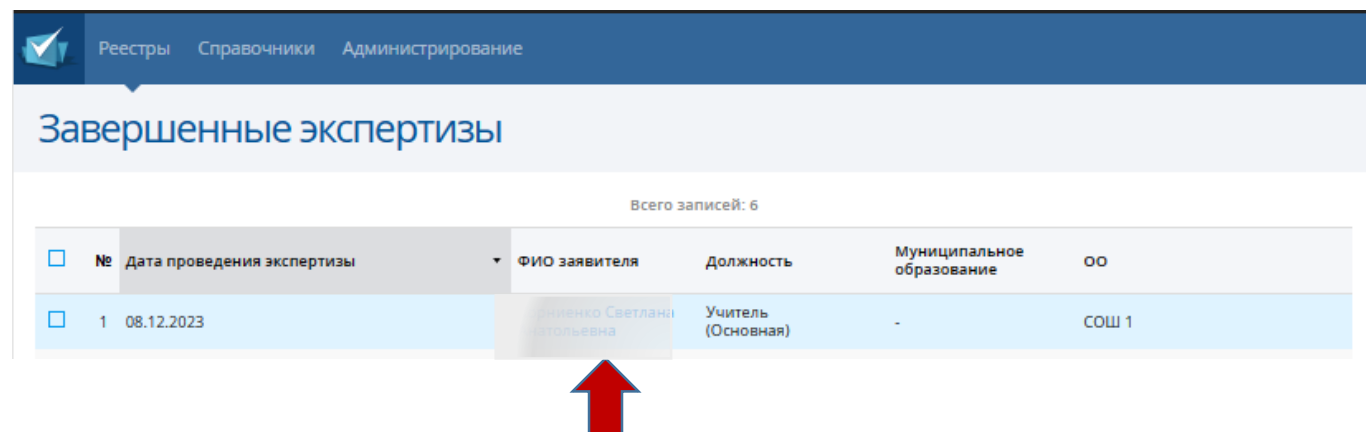 Реестры Справочники Администрирование
Завершенные экспертизы
Всего записей: 6
№ Дата проведения экспертизы ФИО заявителя Должность Муниципальное образование ОО
1 08.12.2023 Светлана Учитель (Основная) - СОШ 1